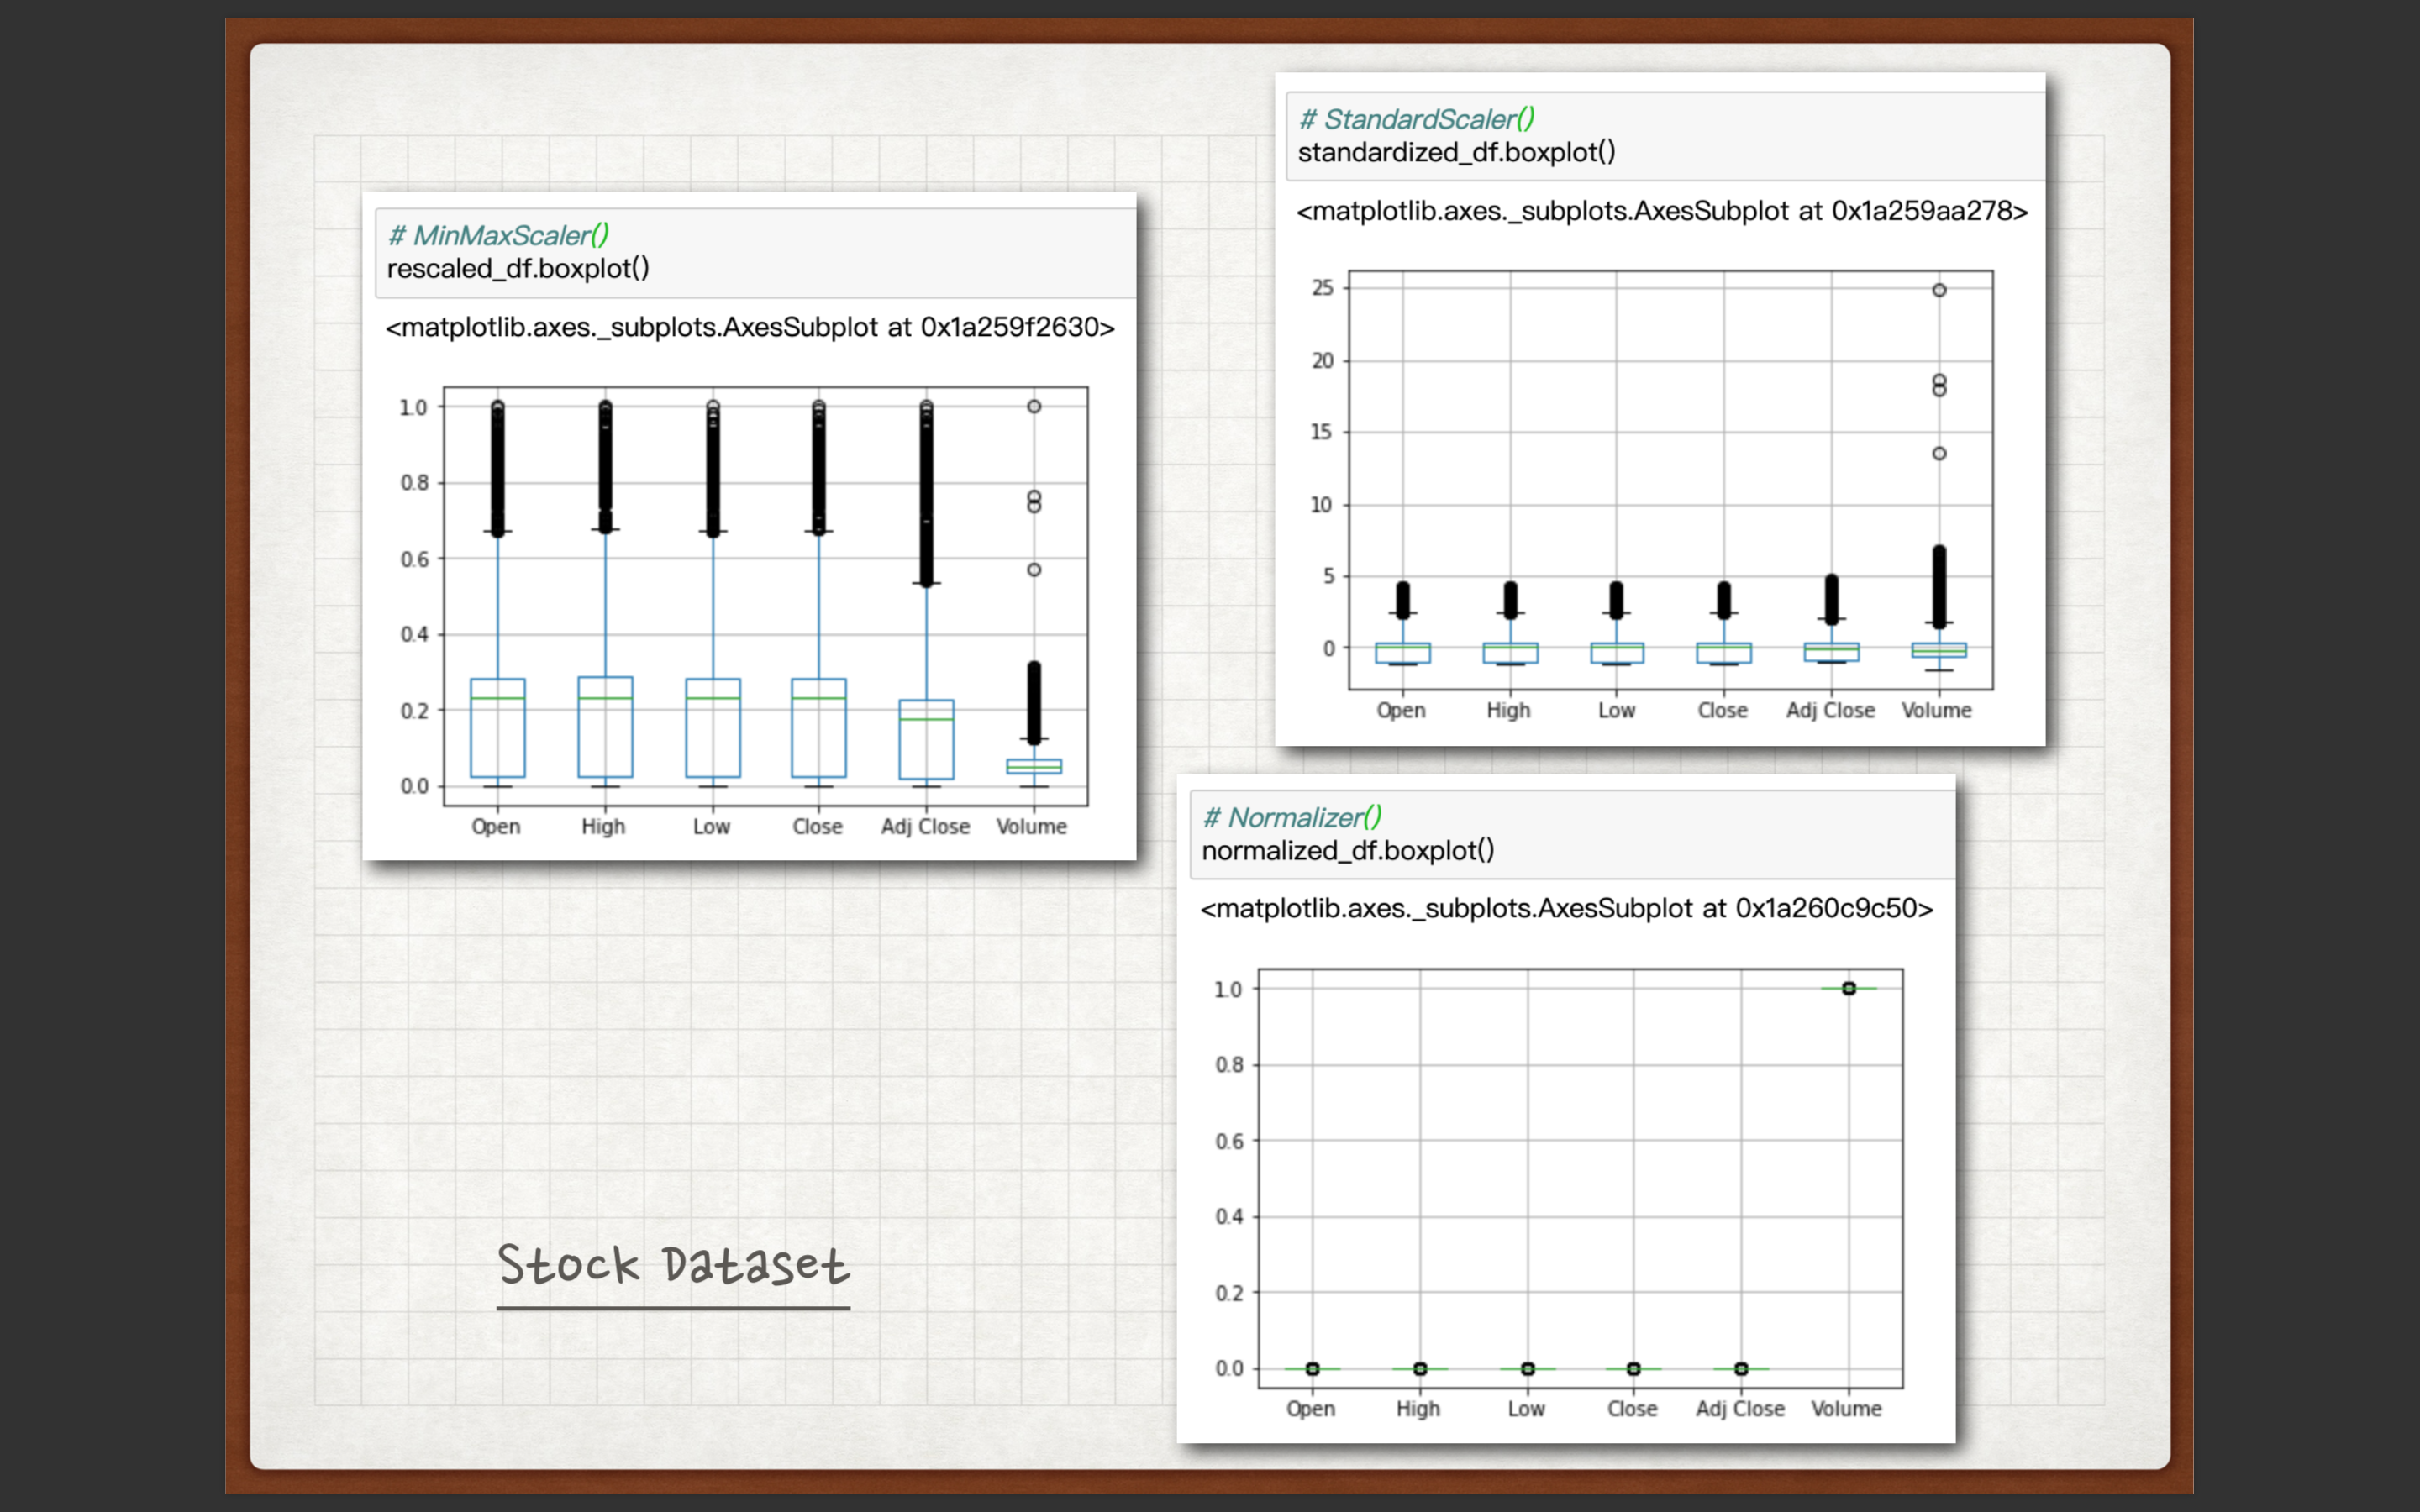 # MinMaxScaler()
rescaled_df.boxplot()
<matplotlib.axes._subplots.AxesSubplot at 0x1a259f2630>
1.0
0.8
0.6
0.4
0.2
0.0
Open High Low Close Adj Close Volume
# StandardScaler()
standardized_df.boxplot()
<matplotlib.axes._subplots.AxesSubplot at 0x1a259aa278>
25
20
15
10
5
0
Open High Low Close Adj Close Volume
# Normalizer()
normalized_df.boxplot()
<matplotlib.axes._subplots.AxesSubplot at 0x1a260c9c50>
1.0
0.8
0.6
0.4
0.2
0.0
Open High Low Close Adj Close Volume
Stock Dataset